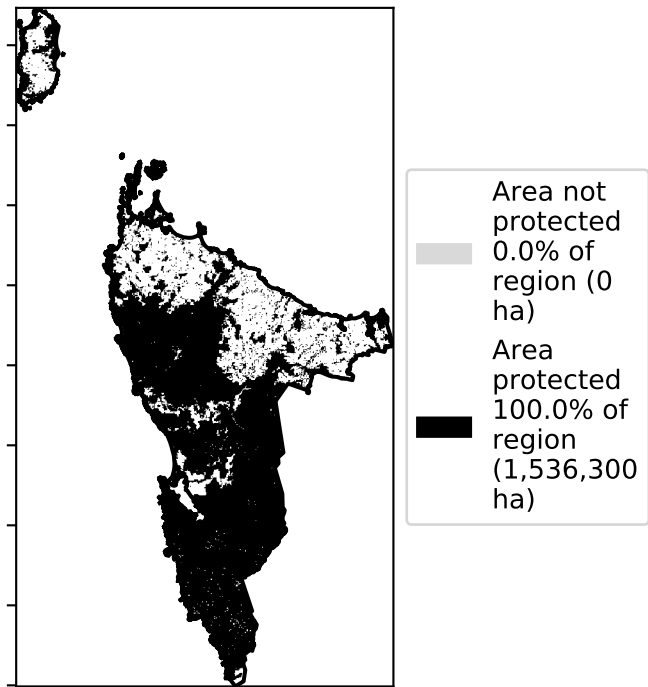 Area not
protected
0.0% of
region (0
ha)
Area
protected
100.0% of
region
(1,536,300
ha)